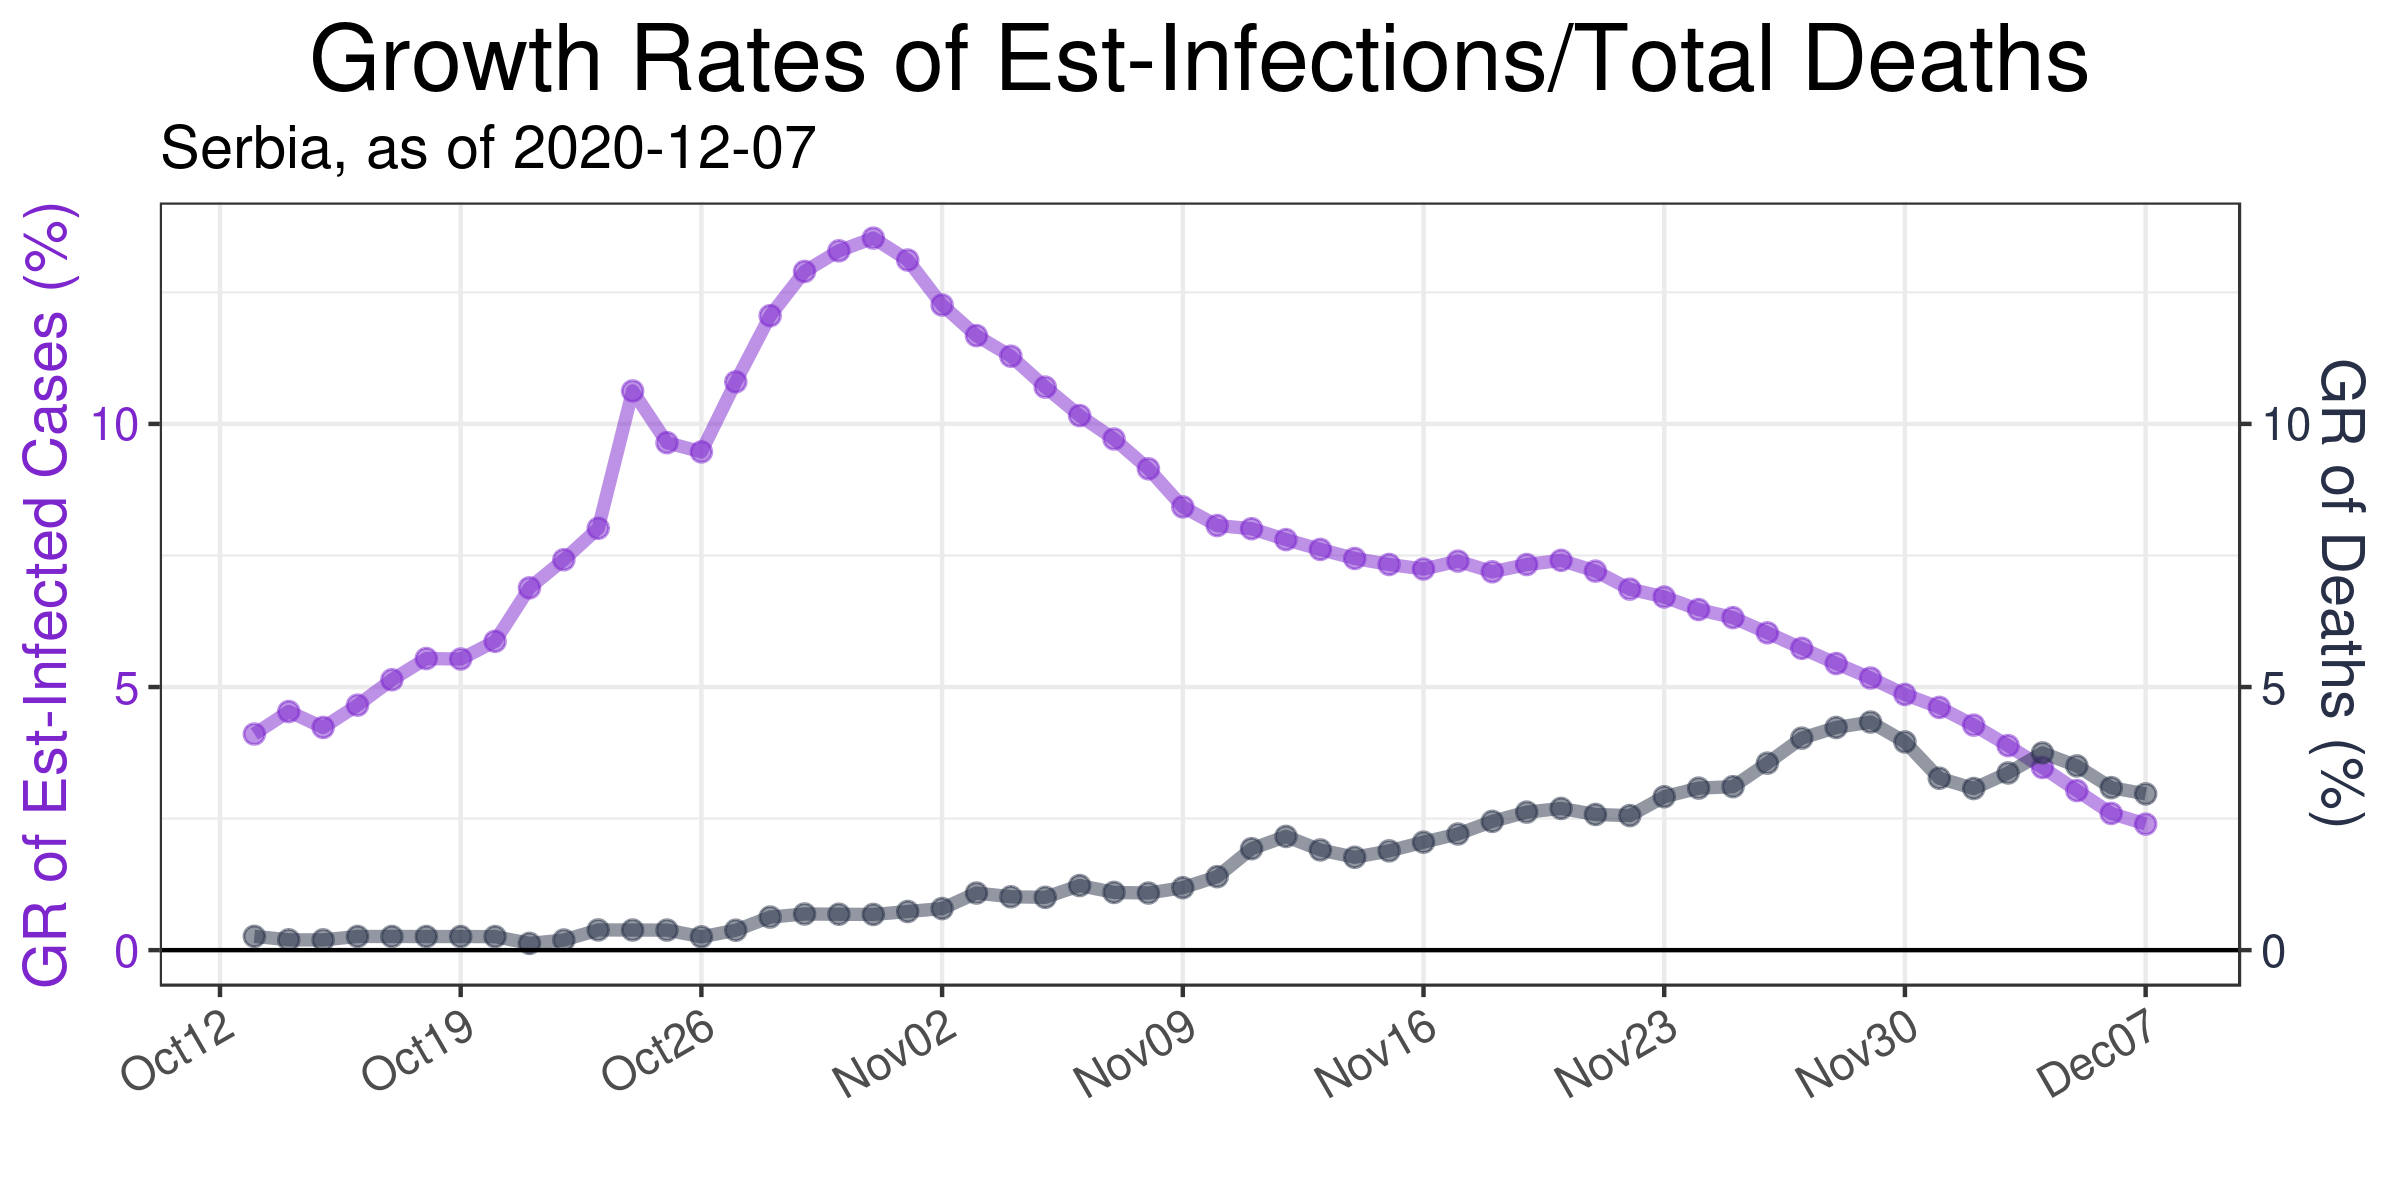 Growth Rates of Est-Infections/Total Deaths
Serbia, as of 2020-12-07
GR of Est-Infected Cases (%)
10
5
0
10
5
0
GR of Deaths (%)
Oct12
Oct19
Oct26
Nov02
Nov09
Nov16
Nov23
Nov30
Dec07